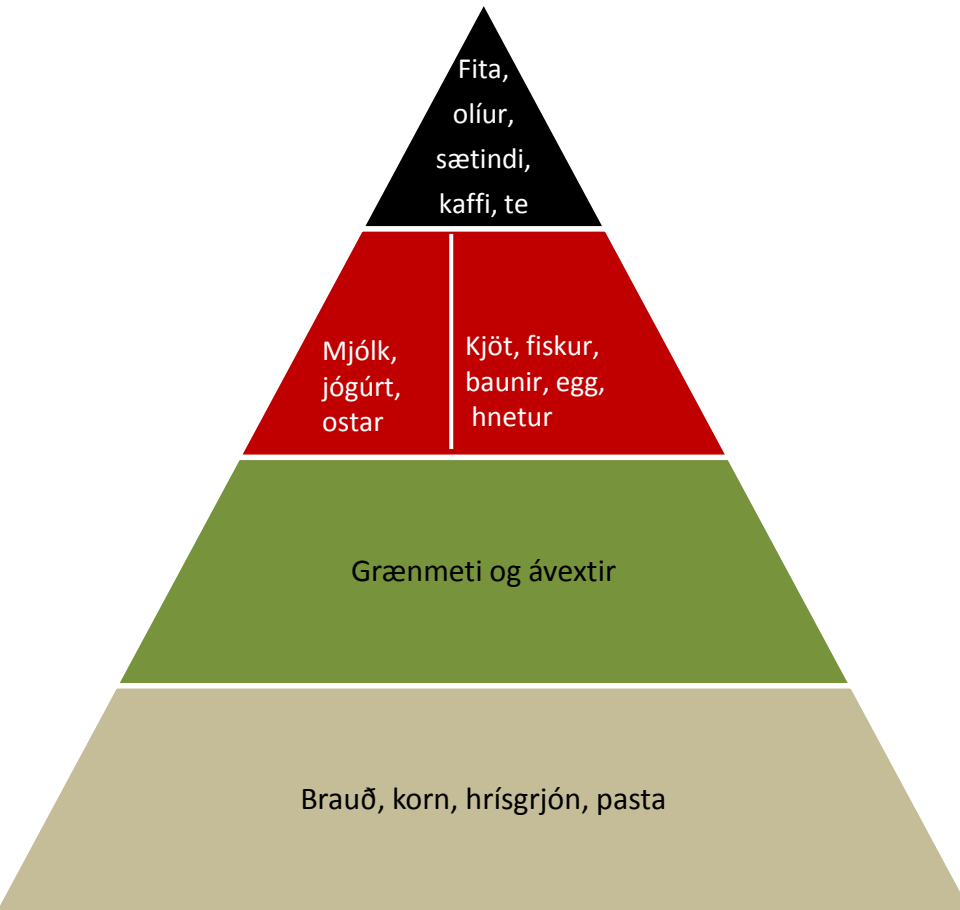 Fita,
olíur,
sætindi,
kaffi, te
Mjólk,
jógúrt,
ostar
Kjöt, fiskur,
baunir, egg,
hnetur
Grænmeti og ávextir
Brauð, korn, hrísgrjón, pasta